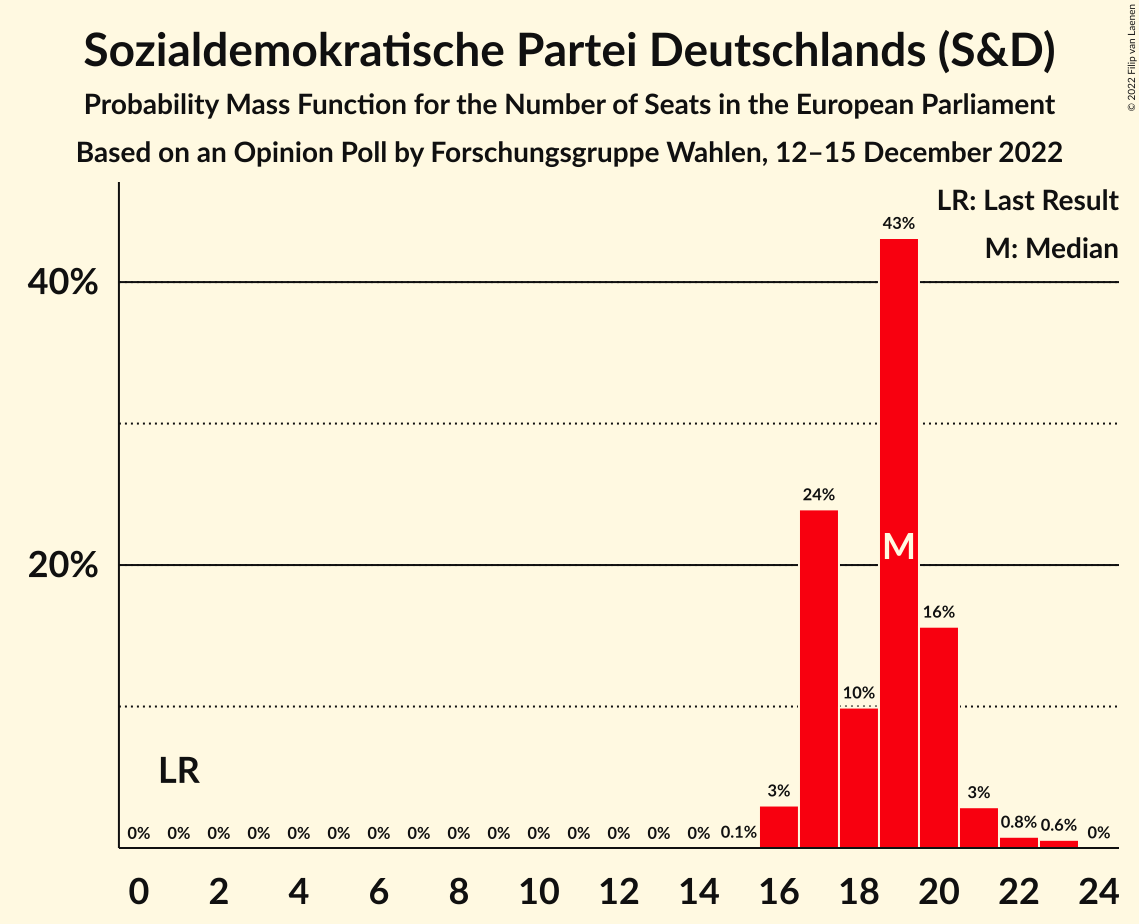 Sozialdemokratische Partei Deutschlands (S&D)
Probability Mass Function for the Number of Seats in the European Parliament
Based on an Opinion Poll by Forschungsgruppe Wahlen, 12–15 December 2022
© 2022 Filip van Laenen
LR: Last Result
M: Median
43%
40%
24%
M
20%
16%
10%
LR
3%
3%
0% 0% 0% 0% 0% 0% 0% 0% 0% 0% 0% 0% 0% 0% 0% 0.1% 0.8% 0.6% 0%
0 2 4 6 8 10 12 14 16 18 20 22 24